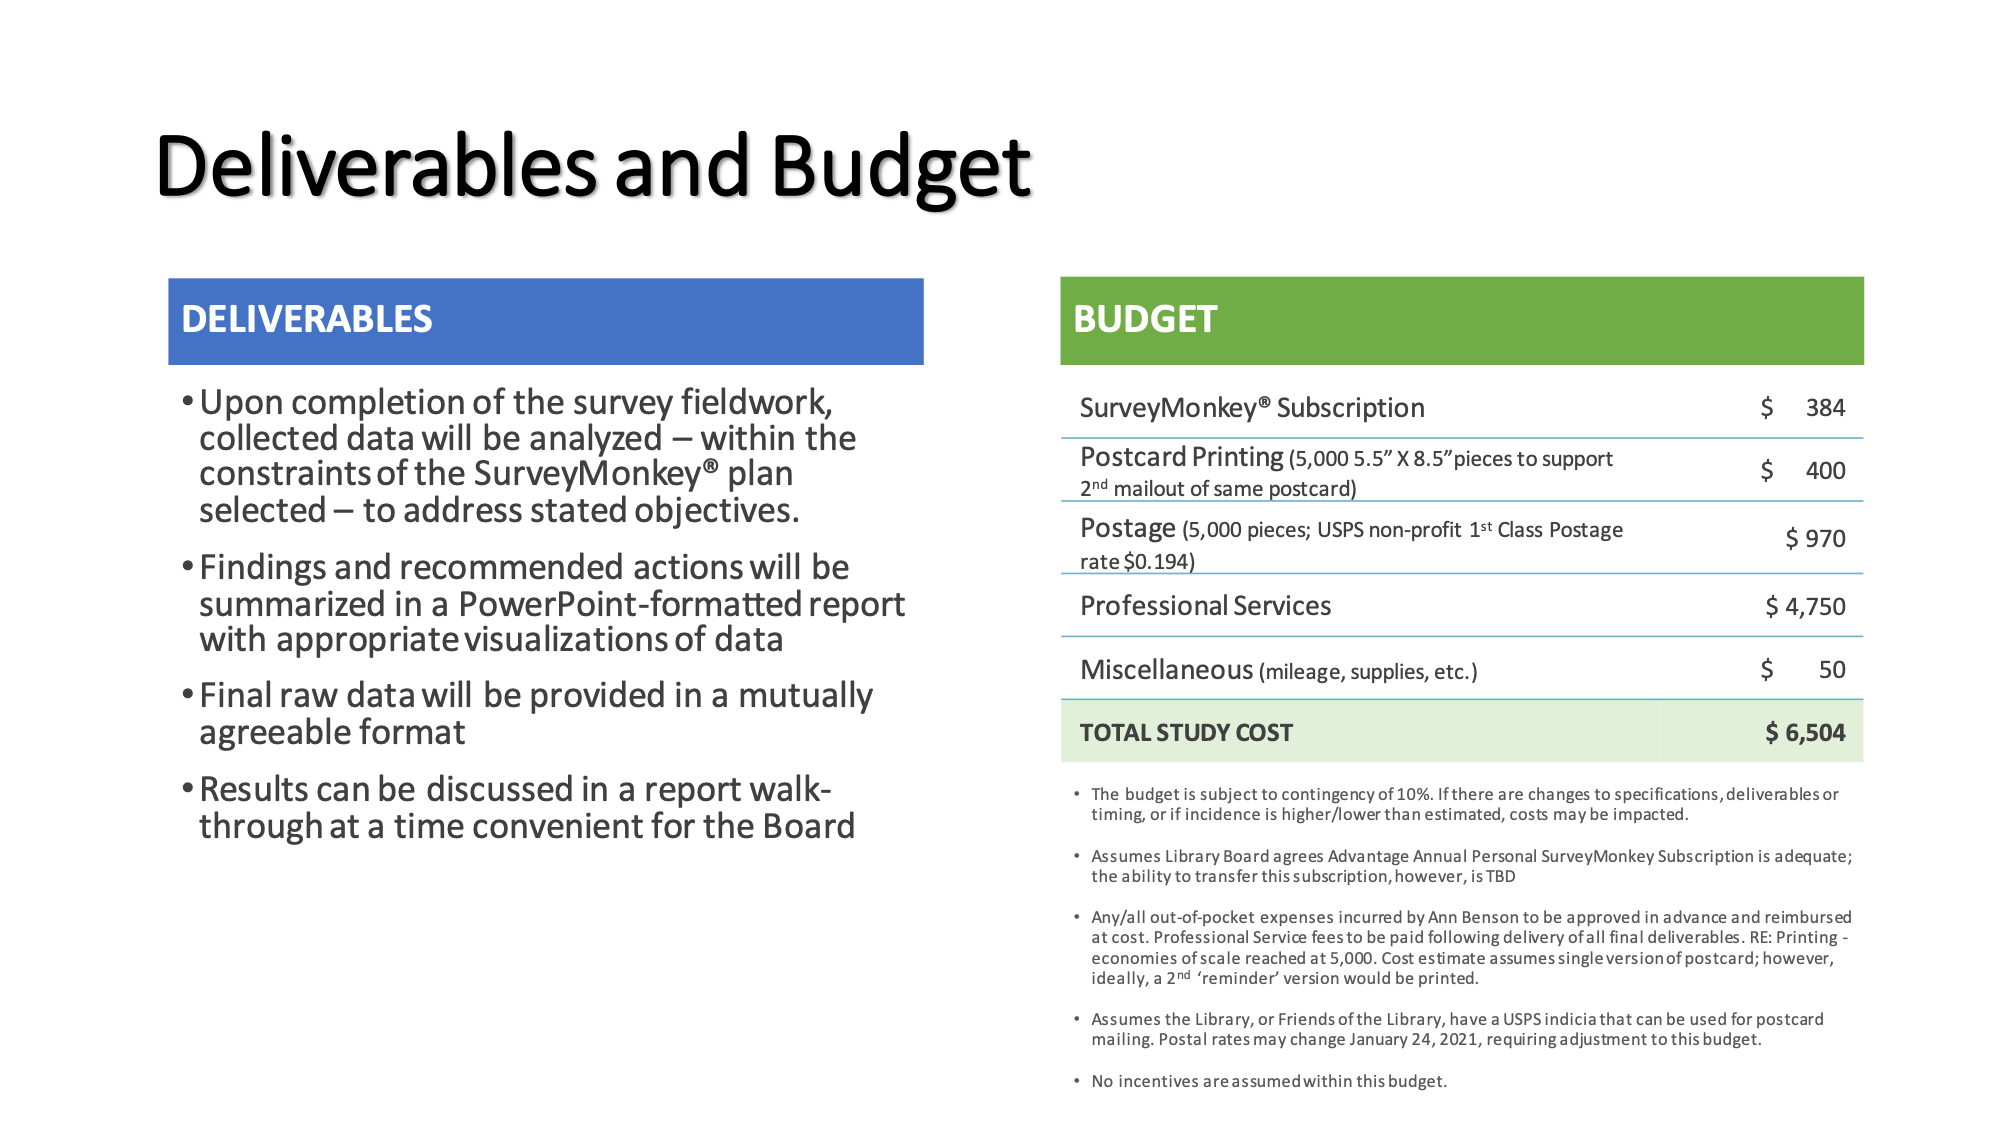 Deliverables and Budget
DELIVERABLES
• Upon completion of the survey fieldwork,
collected data will be analyzed – within the
constraints of the SurveyMonkey® plan
selected – to address stated objectives.
• Findings and recommended actions will be
summarized in a PowerPoint-formatted report
with appropriate visualizations of data
• Final raw data will be provided in a mutually
agreeable format
• Results can be discussed in a report walk-
through at a time convenient for the Board
BUDGET
SurveyMonkey® Subscription $ 384
Postcard Printing (5,000 5.5” X 8.5”pieces to support
2nd mailout of same postcard) $ 400
Postage (5,000 pieces; USPS non-profit 1st Class Postage
rate $0.194) $ 970
Professional Services $ 4,750
Miscellaneous (mileage, supplies, etc.) $ 50
TOTAL STUDY COST $ 6,504
• The budget is subject to contingency of 10%. If there are changes to specifications, deliverables or
timing, or if incidence is higher/lower than estimated, costs may be impacted.
• Assumes Library Board agrees Advantage Annual Personal SurveyMonkey Subscription is adequate;
the ability to transfer this subscription, however, is TBD
• Any/all out-of-pocket expenses incurred by Ann Benson to be approved in advance and reimbursed
at cost. Professional Service fees to be paid following delivery of all final deliverables. RE: Printing -
economies of scale reached at 5,000. Cost estimate assumes single version of postcard; however,
ideally, a 2nd ‘reminder’ version would be printed.
• Assumes the Library, or Friends of the Library, have a USPS indicia that can be used for postcard
mailing. Postal rates may change January 24, 2021, requiring adjustment to this budget.
• No incentives are assumed within this budget.